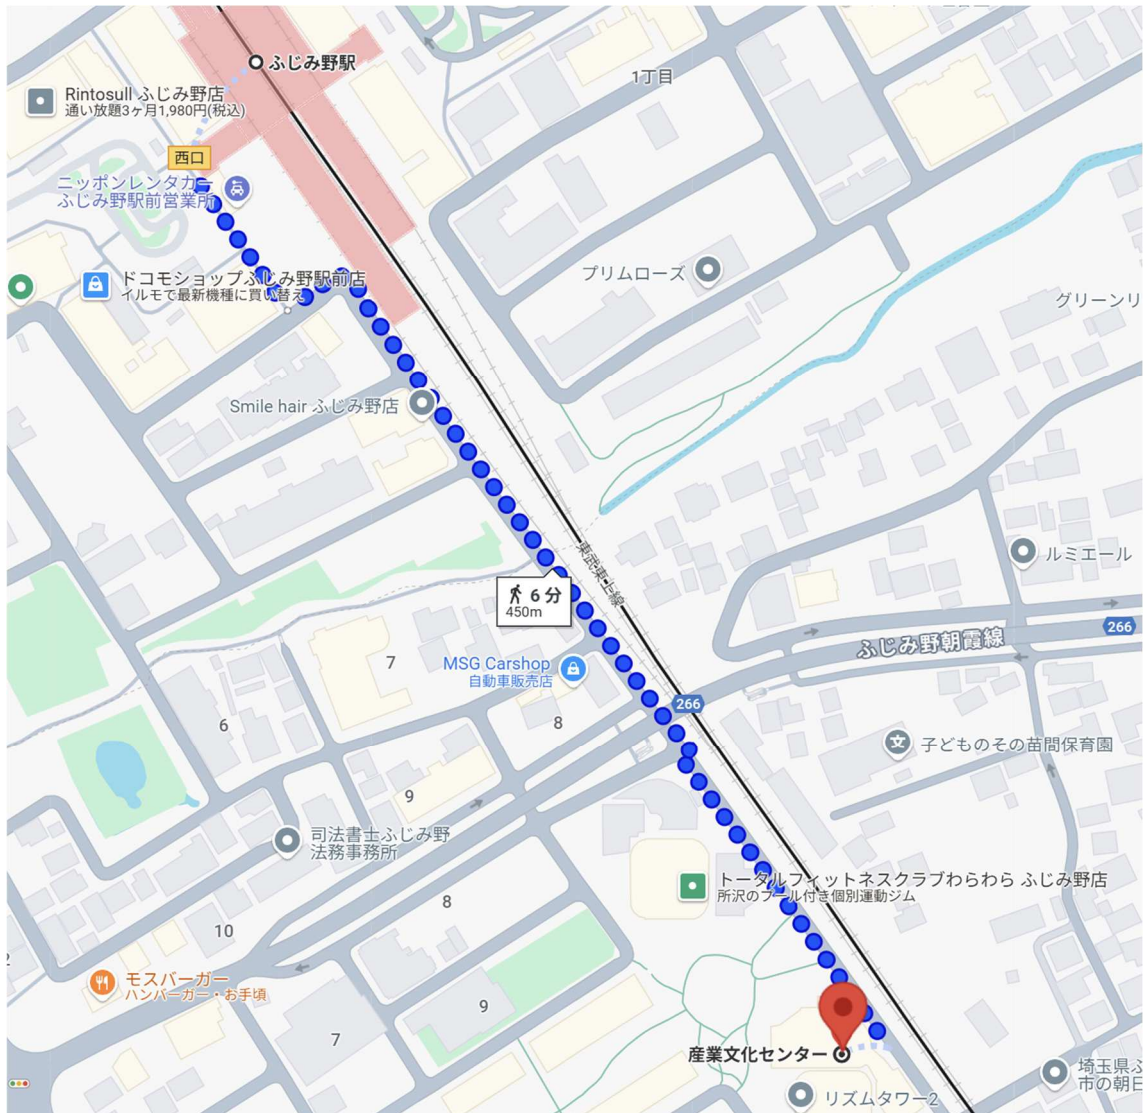 ふじみ野駅
1丁目
Rintosull ふじみ野店
通い放題3ヶ月1,980円(税込)
西口
ニッポンレンタカー
ふじみ野駅前営業所
ドコモショップふじみ野駅前店
イルモで最新機種に買い替え
プリムローズ
グリーンリ
Smile hair ふじみ野店
東武東上線
ルミエール
6 分
450m
266
ふじみ野朝霞線
7
MSG Carshop
自動車販売店
266
6
8
子どものその苗間保育園
9
司法書士ふじみ野
法務事務所
トータルフィットネスクラブわらわら ふじみ野店
所沢のプール付き個別運動ジム
8
10
モスバーガー
ハンバーガー・お手頃
9
7
産業文化センター
埼玉県ふ
市の朝日
リズムタワー2